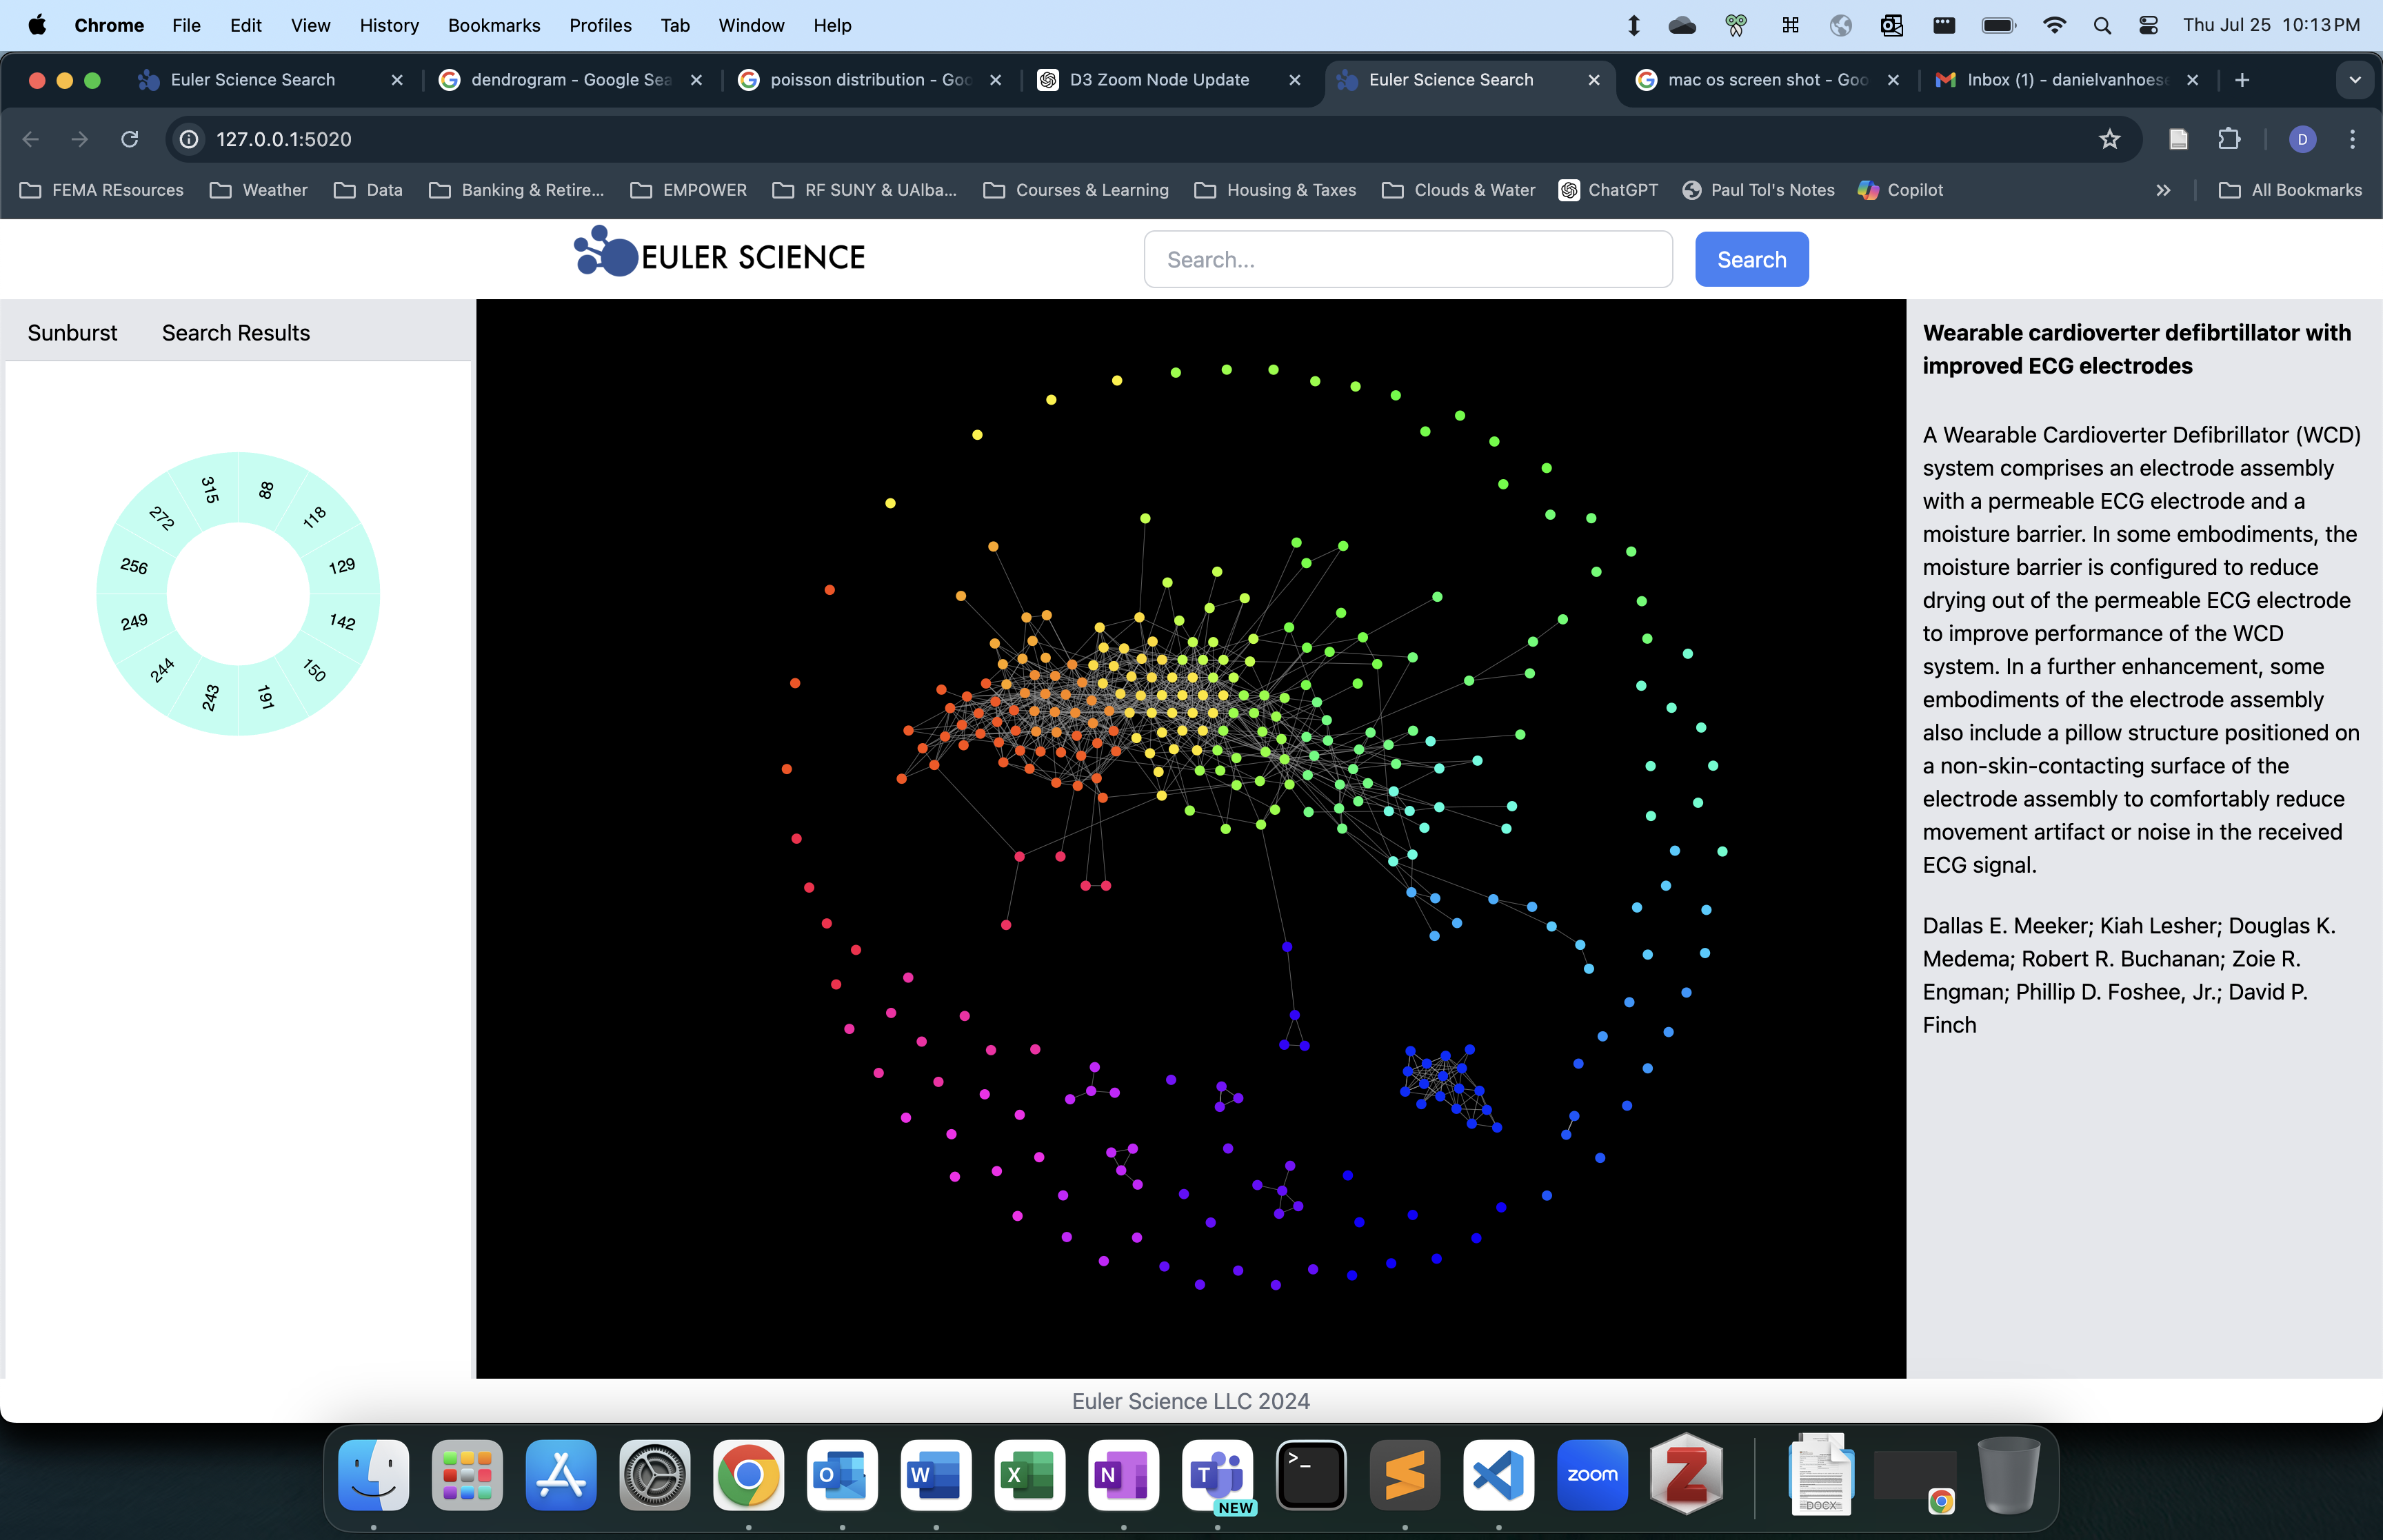 Chrome File Edit View History Bookmarks Profiles Tab Window Help Thu Jul 25 10:13 PM
Euler Science Search dendrogram - Google Sea poisson distribution - Goo D3 Zoom Node Update Euler Science Search mac os screen shot - Goo Inbox (1) - danielvanhoese
127.0.0.1:5020 D
FEMA REsources Weather Data Banking & Retire... EMPOWER RF SUNY & UAlba... Courses & Learning Housing & Taxes Clouds & Water ChatGPT Paul Tol's Notes Copilot » All Bookmarks
EULER SCIENCE Search... Search
Sunburst Search Results
88
118
129
142
150
191
243
244
249
256
272
315
Wearable cardioverter defibrtillator with
improved ECG electrodes
A Wearable Cardioverter Defibrillator (WCD)
system comprises an electrode assembly
with a permeable ECG electrode and a
moisture barrier. In some embodiments, the
moisture barrier is configured to reduce
drying out of the permeable ECG electrode
to improve performance of the WCD
system. In a further enhancement, some
embodiments of the electrode assembly
also include a pillow structure positioned on
a non-skin-contacting surface of the
electrode assembly to comfortably reduce
movement artifact or noise in the received
ECG signal.
Dallas E. Meeker; Kiah Lesher; Douglas K.
Medema; Robert R. Buchanan; Zoie R.
Engman; Phillip D. Foshee, Jr.; David P.
Finch
Euler Science LLC 2024
O W X N T NEW >_ zoom Z DOCX